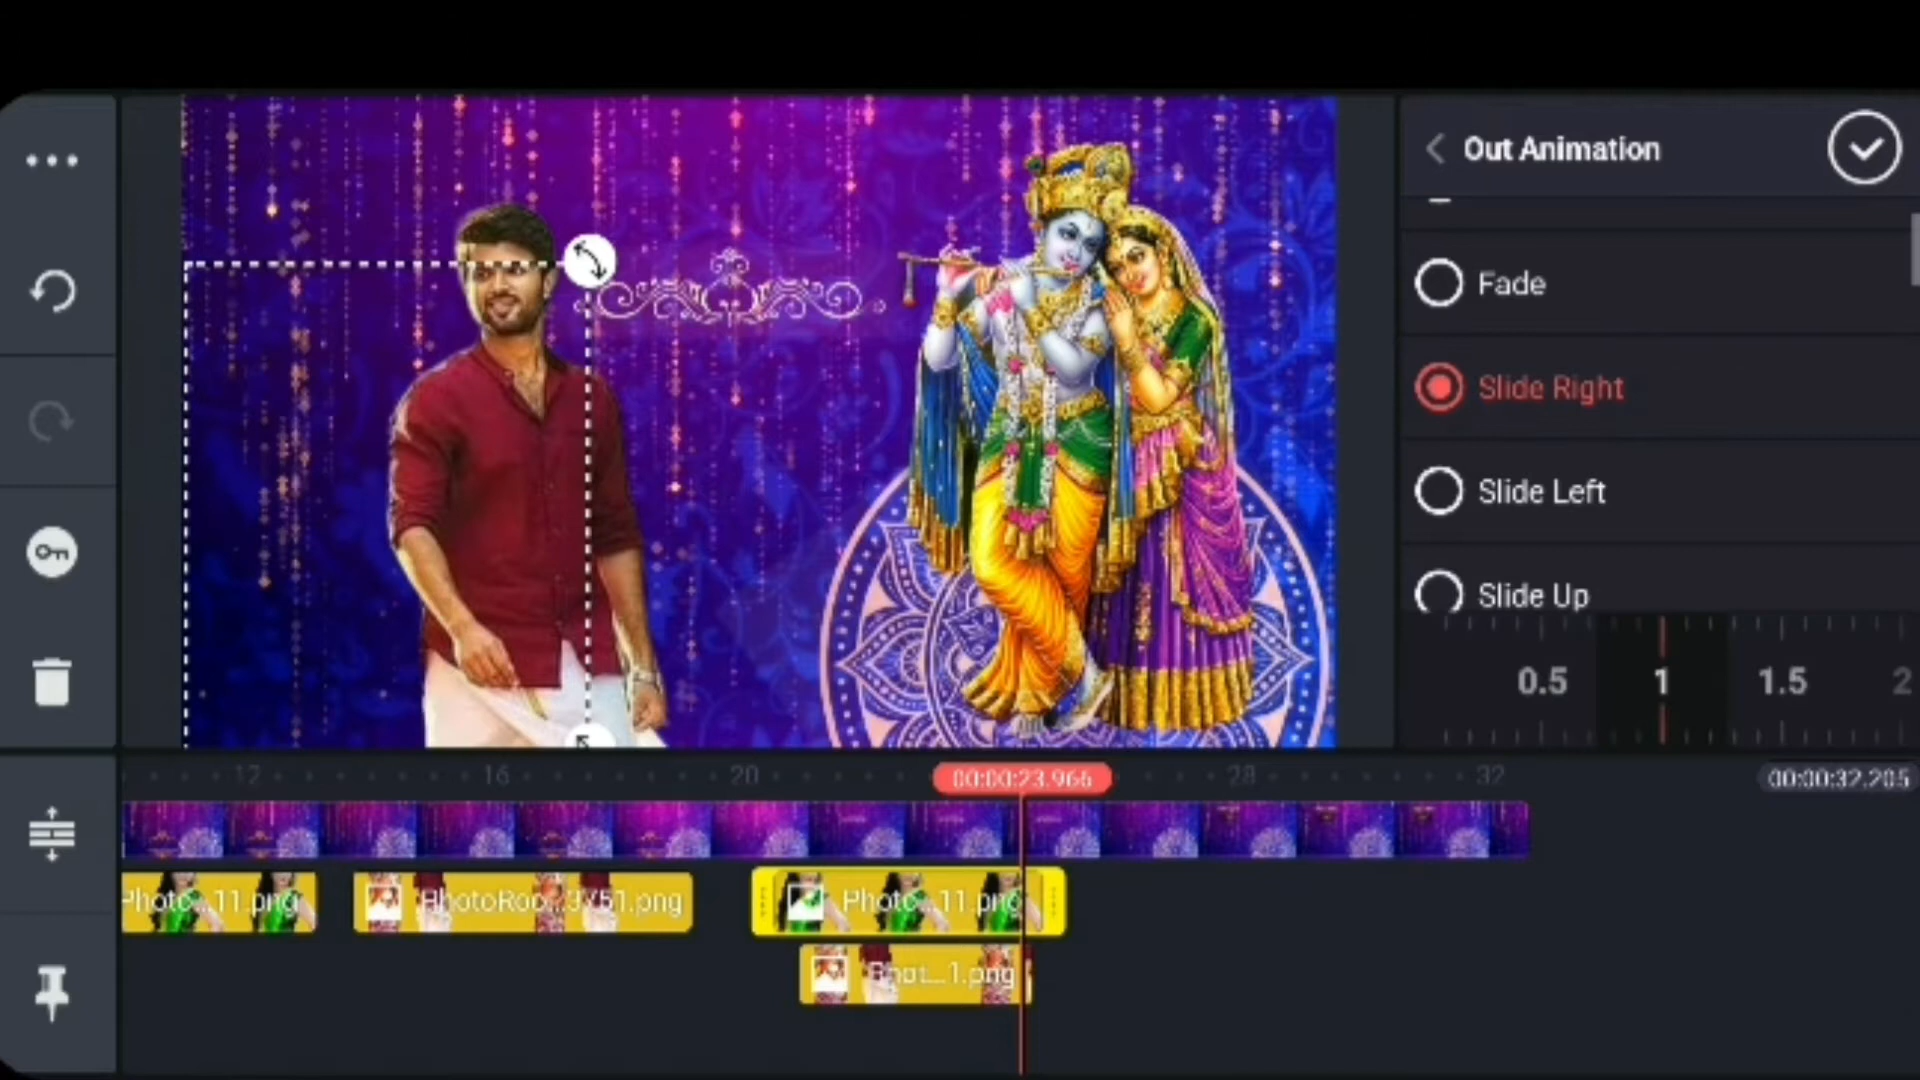 Out Animation
Fade
Slide Right
Slide Left
Slide Up
0.5 1 1.5 2
12 16 20 28 32
00:00:23.966
00:00:32.205
Photo...11.png
PhotoRoo...3751.png
Photo...11.png
Phot...1.png